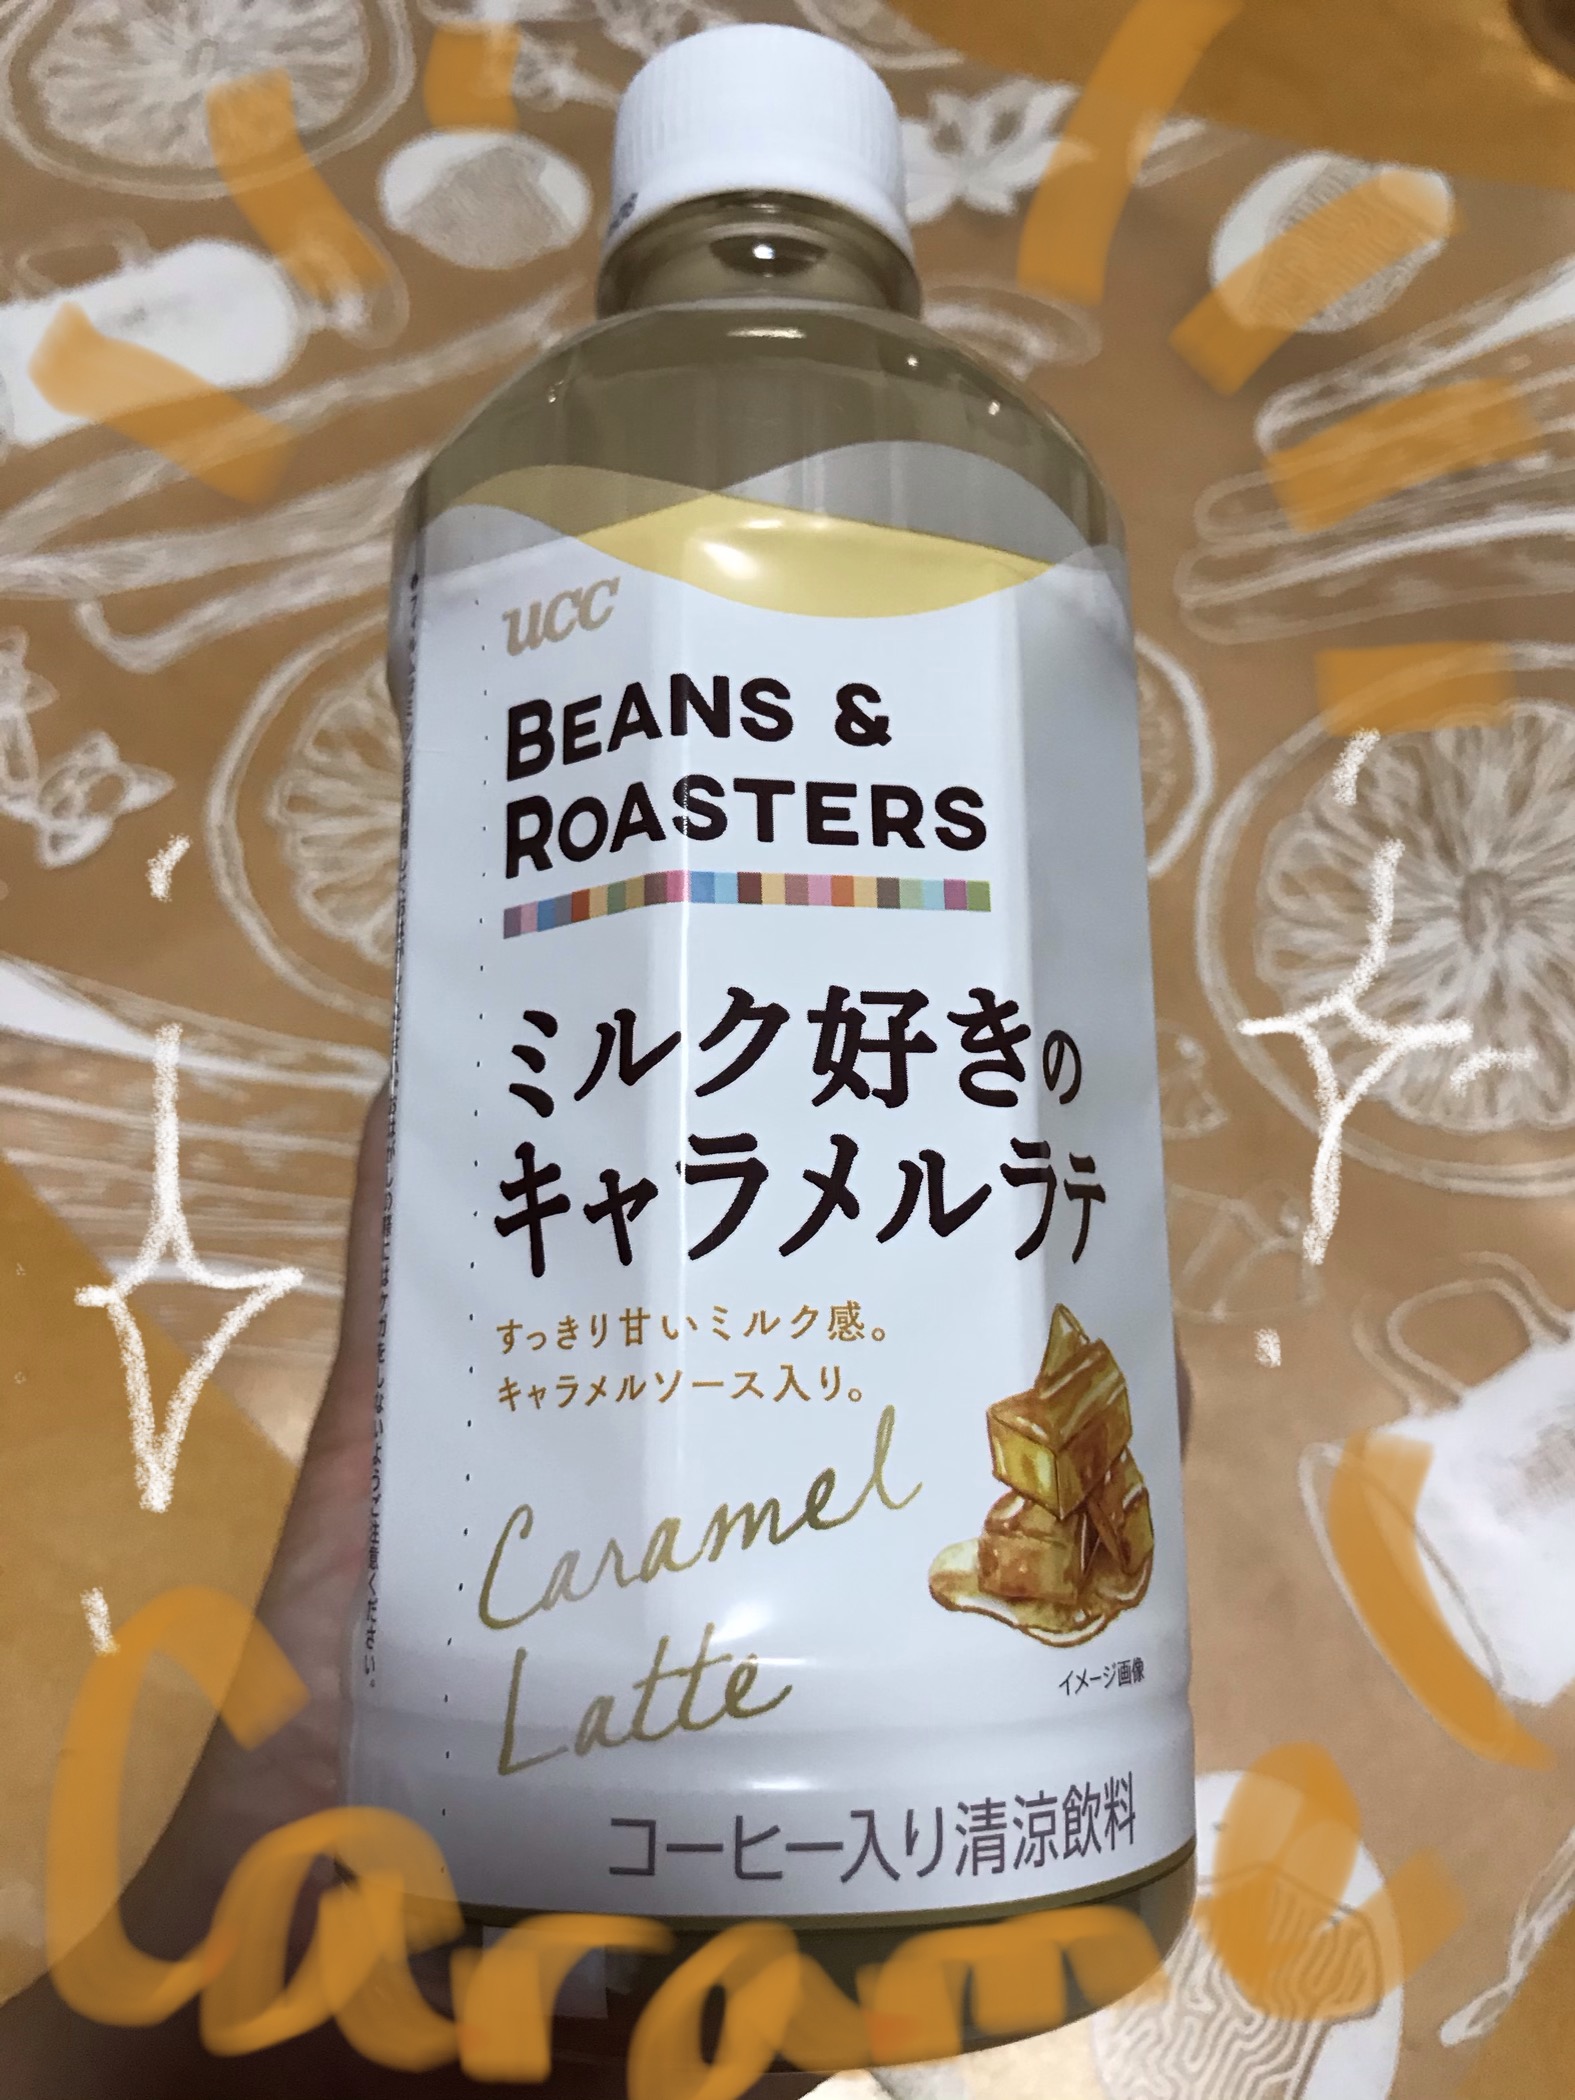 ucc
BEANS &
ROASTERS
ミルク好きの
キャラメルラテ
すっきり甘いミルク感。
キャラメルソース入り。
Caramel
Latte
イメージ画像
コーヒー入り清涼飲料
Caramel